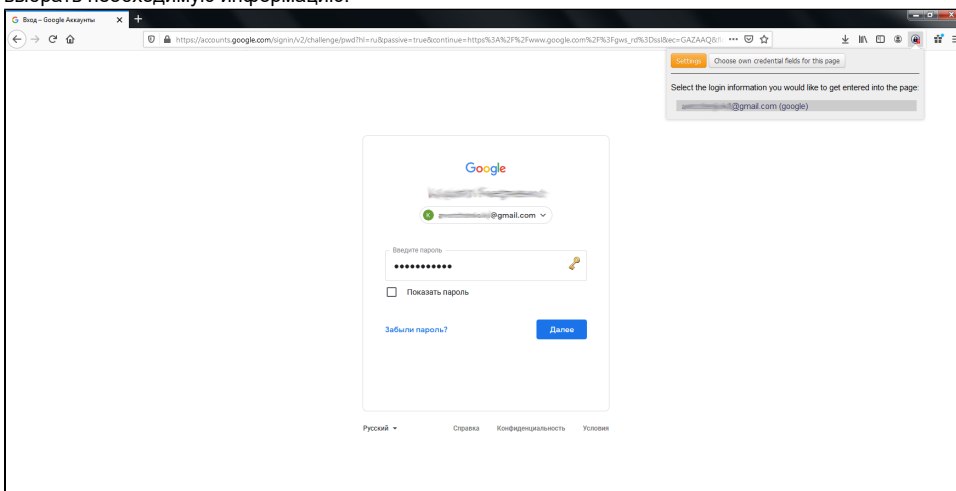 выбрать необходимую информацию.
Вход – Google Аккаунты
https://accounts.google.com/signin/v2/challenge/pwd?hl=ru&passive=true&continue=https%3A%2F%2Fwww.google.com%2F%3Fgws_rd%3Dssl&ec=GAZAAQ&
Settings Choose own credential fields for this page
Select the login information you would like to get entered into the page:
@gmail.com (google)
Google
K @gmail.com
Введите пароль
•••••••••••
Показать пароль
Забыли пароль? Далее
Русский Справка Конфиденциальность Условия